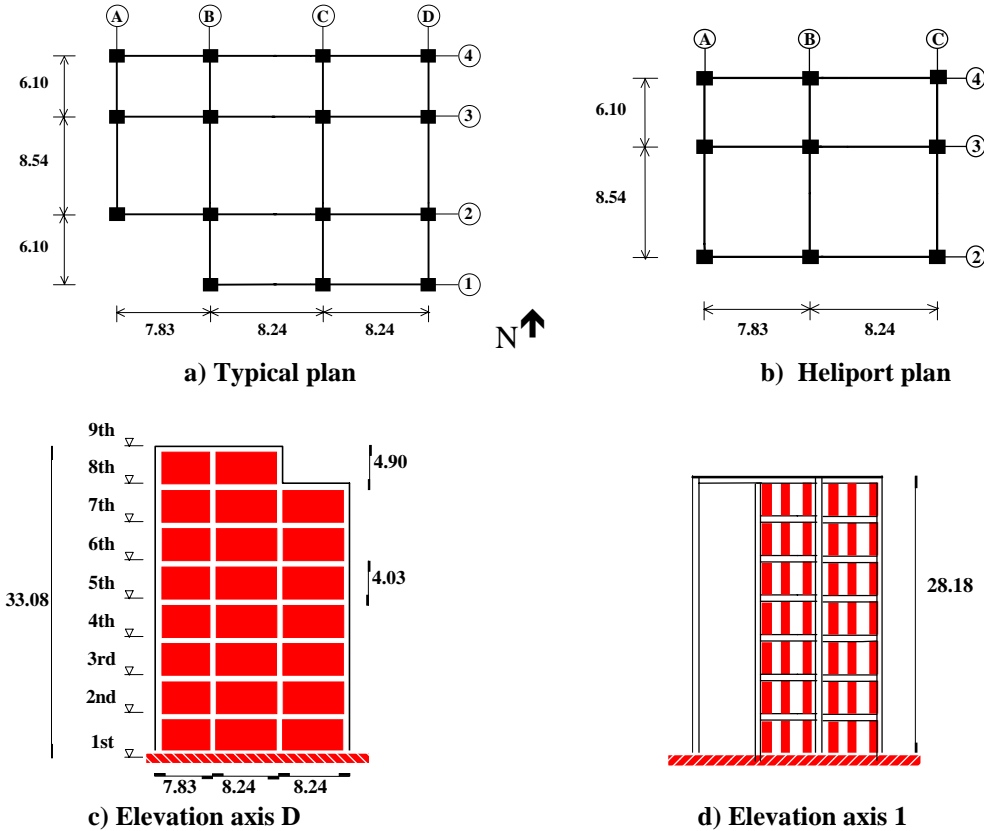 A B C D
4
6.10
3
8.54
2
6.10
1
7.83 8.24 8.24
a) Typical plan
N
A B C
4
6.10
3
8.54
2
7.83 8.24
b) Heliport plan
9th
8th
7th
6th
5th
4th
3rd
2nd
1st
33.08
4.90
4.03
7.83 8.24 8.24
c) Elevation axis D
28.18
d) Elevation axis 1